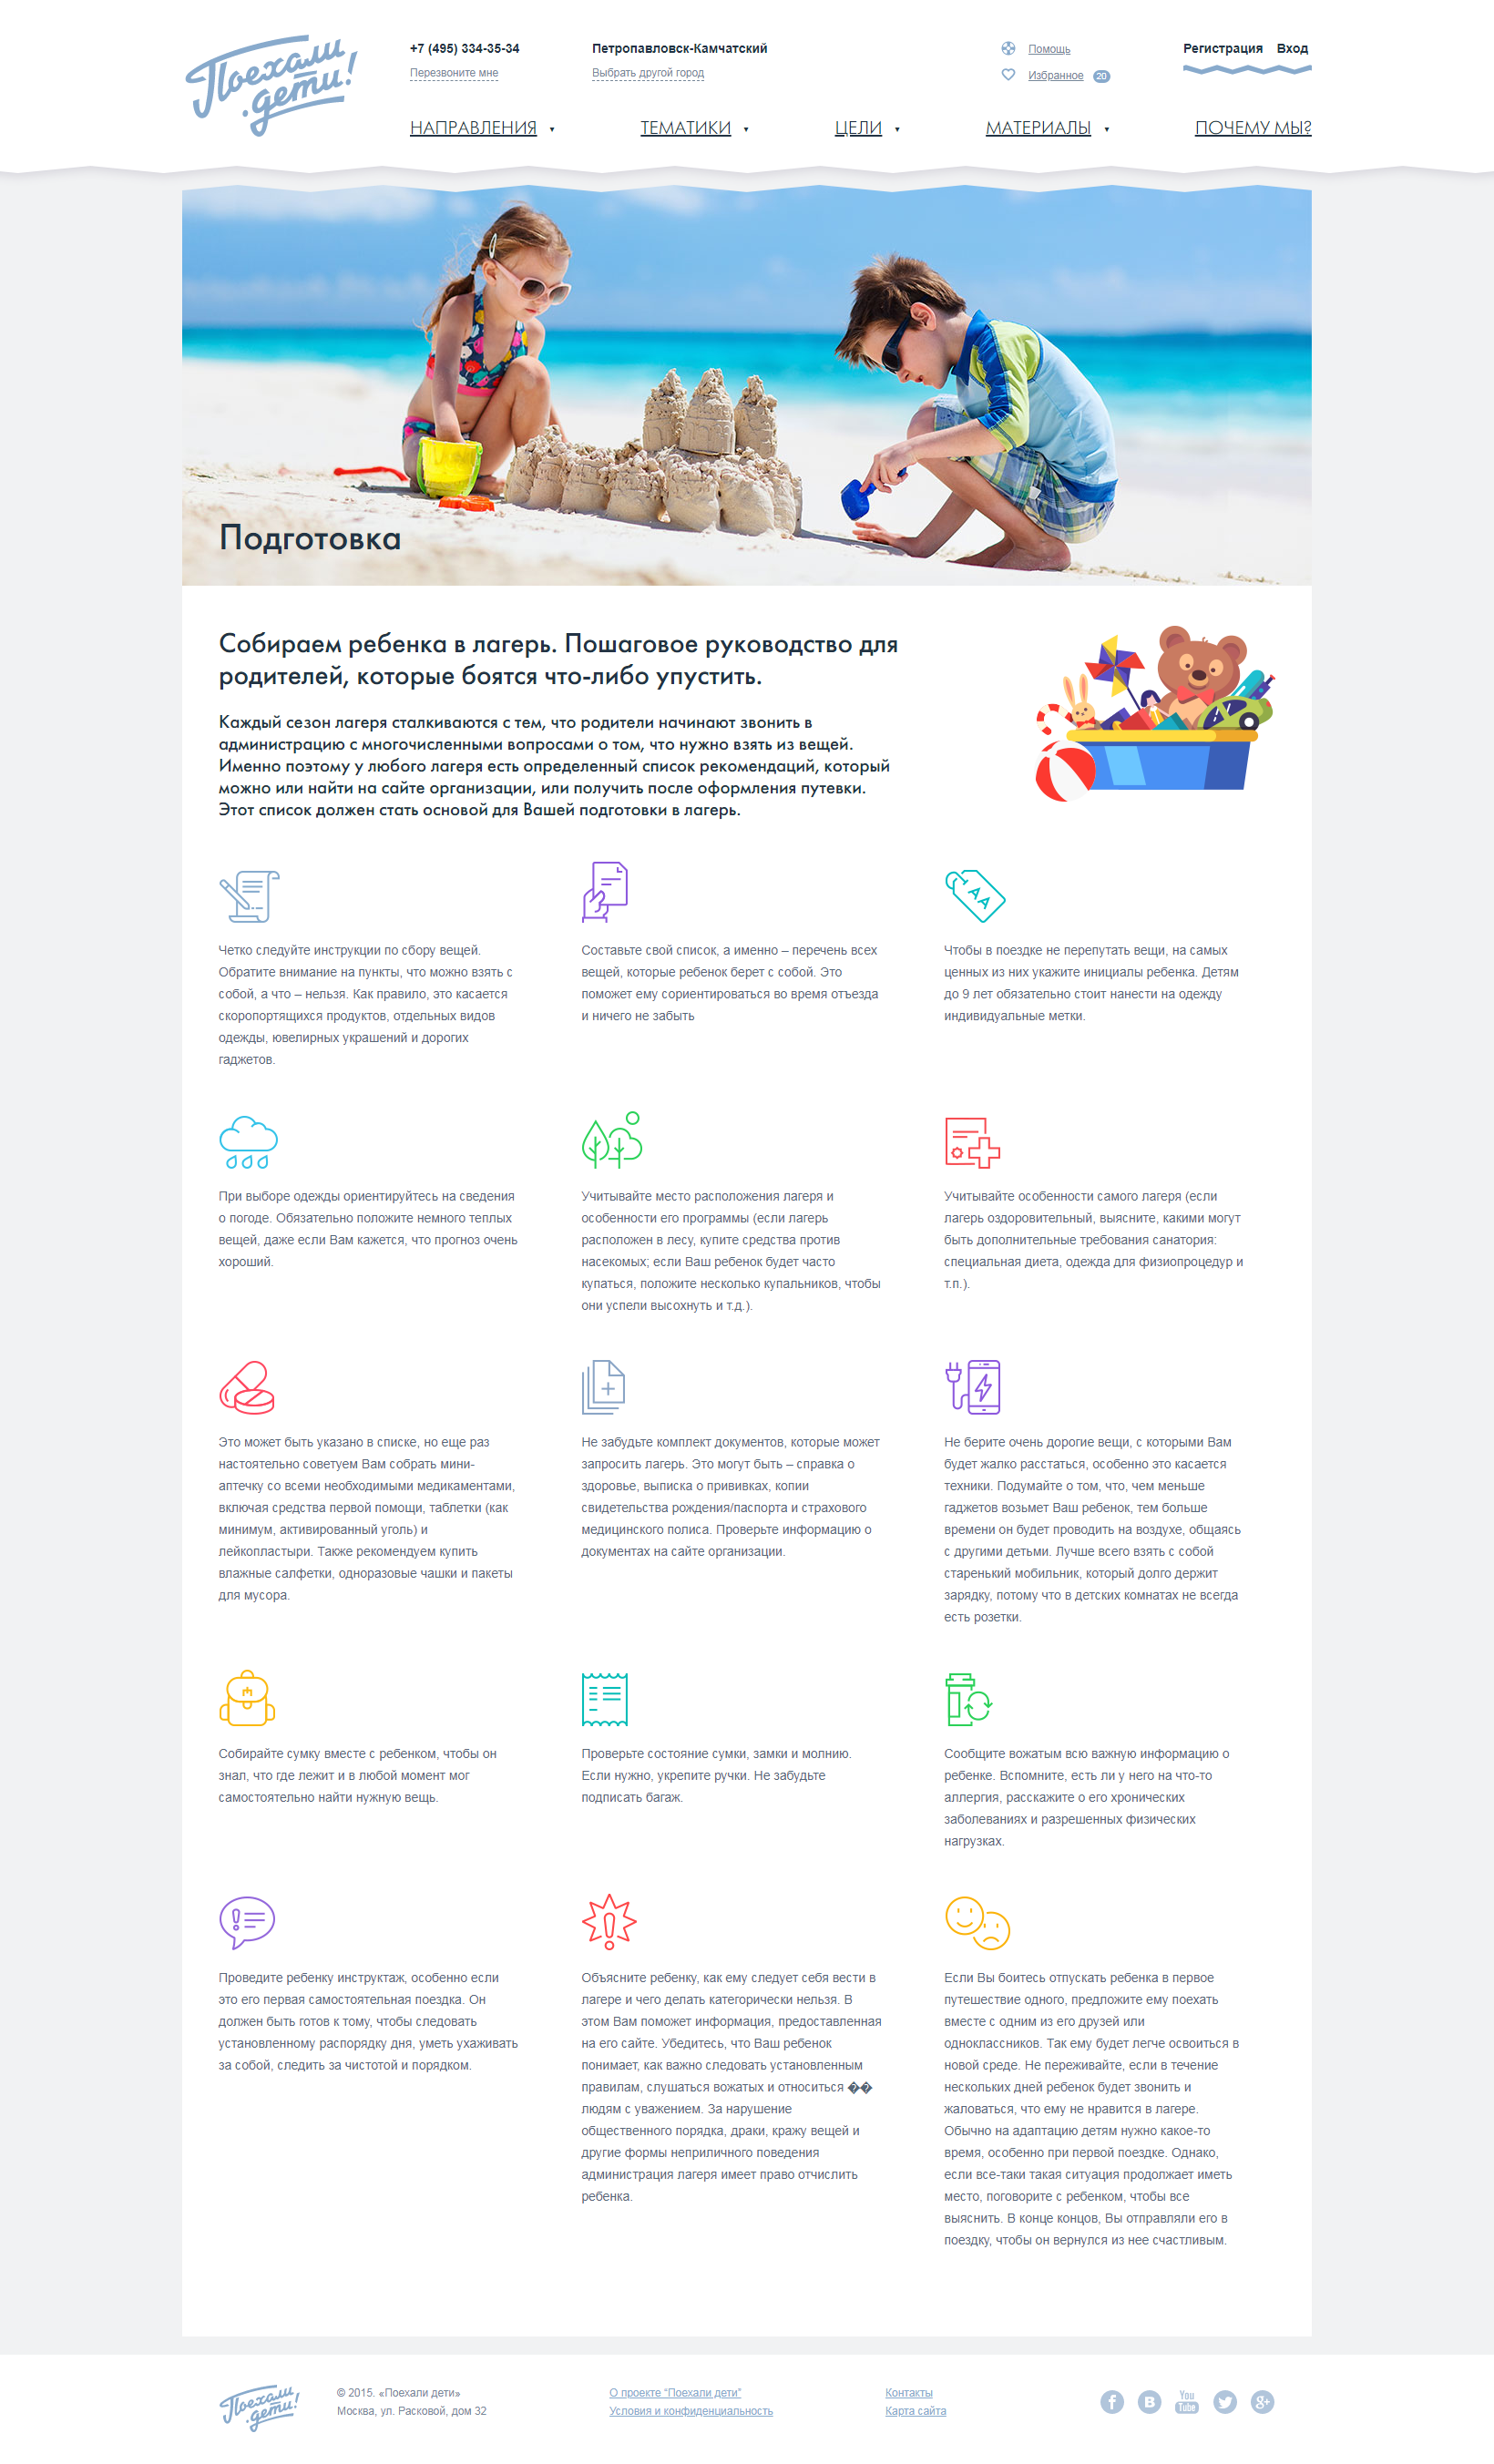 Поехали
дети!
+7 (495) 334-35-34
Перезвоните мне
Петропавловск-Камчатский
Выбрать другой город
Помощь
Избранное 20
Регистрация Вход
НАПРАВЛЕНИЯ ▼ ТЕМАТИКИ ▼ ЦЕЛИ ▼ МАТЕРИАЛЫ ▼ ПОЧЕМУ МЫ?
Подготовка
Собираем ребенка в лагерь. Пошаговое руководство для
родителей, которые боятся что-либо упустить.
Каждый сезон лагеря сталкиваются с тем, что родители начинают звонить в
администрацию с многочисленными вопросами о том, что нужно взять из вещей.
Именно поэтому у любого лагеря есть определенный список рекомендаций, который
можно или найти на сайте организации, или получить после оформления путевки.
Этот список должен стать основой для Вашей подготовки в лагерь.
AA
Четко следуйте инструкции по сбору вещей.
Обратите внимание на пункты, что можно взять с
собой, а что – нельзя. Как правило, это касается
скоропортящихся продуктов, отдельных видов
одежды, ювелирных украшений и дорогих
гаджетов.
Составьте свой список, а именно – перечень всех
вещей, которые ребенок берет с собой. Это
поможет ему сориентироваться во время отъезда
и ничего не забыть
Чтобы в поездке не перепутать вещи, на самых
ценных из них укажите инициалы ребенка. Детям
до 9 лет обязательно стоит нанести на одежду
индивидуальные метки.
При выборе одежды ориентируйтесь на сведения
о погоде. Обязательно положите немного теплых
вещей, даже если Вам кажется, что прогноз очень
хороший.
Учитывайте место расположения лагеря и
особенности его программы (если лагерь
расположен в лесу, купите средства против
насекомых; если Ваш ребенок будет часто
купаться, положите несколько купальников, чтобы
они успели высохнуть и т.д.).
Учитывайте особенности самого лагеря (если
лагерь оздоровительный, выясните, какими могут
быть дополнительные требования санатория:
специальная диета, одежда для физиопроцедур и
т.п.).
Это может быть указано в списке, но еще раз
настоятельно советуем Вам собрать мини-
аптечку со всеми необходимыми медикаментами,
включая средства первой помощи, таблетки (как
минимум, активированный уголь) и
лейкопластыри. Также рекомендуем купить
влажные салфетки, одноразовые чашки и пакеты
для мусора.
Не забудьте комплект документов, которые может
запросить лагерь. Это могут быть – справка о
здоровье, выписка о прививках, копии
свидетельства рождения/паспорта и страхового
медицинского полиса. Проверьте информацию о
документах на сайте организации.
Не берите очень дорогие вещи, с которыми Вам
будет жалко расстаться, особенно это касается
техники. Подумайте о том, что, чем меньше
гаджетов возьмет Ваш ребенок, тем больше
времени он будет проводить на воздухе, общаясь
с другими детьми. Лучше всего взять с собой
старенький мобильник, который долго держит
зарядку, потому что в детских комнатах не всегда
есть розетки.
Собирайте сумку вместе с ребенком, чтобы он
знал, что где лежит и в любой момент мог
самостоятельно найти нужную вещь.
Проверьте состояние сумки, замки и молнию.
Если нужно, укрепите ручки. Не забудьте
подписать багаж.
Сообщите вожатым всю важную информацию о
ребенке. Вспомните, есть ли у него на что-то
аллергия, расскажите о его хронических
заболеваниях и разрешенных физических
нагрузках.
Проведите ребенку инструктаж, особенно если
это его первая самостоятельная поездка. Он
должен быть готов к тому, чтобы следовать
установленному распорядку дня, уметь ухаживать
за собой, следить за чистотой и порядком.
Объясните ребенку, как ему следует себя вести в
лагере и чего делать категорически нельзя. В
этом Вам поможет информация, предоставленная
на его сайте. Убедитесь, что Ваш ребенок
понимает, как важно следовать установленным
правилам, слушаться вожатых и относиться ��
людям с уважением. За нарушение
общественного порядка, драки, кражу вещей и
другие формы неприличного поведения
администрация лагеря имеет право отчислить
ребенка.
Если Вы боитесь отпускать ребенка в первое
путешествие одного, предложите ему поехать
вместе с одним из его друзей или
одноклассников. Так ему будет легче освоиться в
новой среде. Не переживайте, если в течение
нескольких дней ребенок будет звонить и
жаловаться, что ему не нравится в лагере.
Обычно на адаптацию детям нужно какое-то
время, особенно при первой поездке. Однако,
если все-таки такая ситуация продолжает иметь
место, поговорите с ребенком, чтобы все
выяснить. В конце концов, Вы отправляли его в
поездку, чтобы он вернулся из нее счастливым.
Поехали
дети!
© 2015. «Поехали дети»
Москва, ул. Расковой, дом 32
О проекте “Поехали дети”
Условия и конфиденциальность
Контакты
Карта сайта
f B You Tube g+